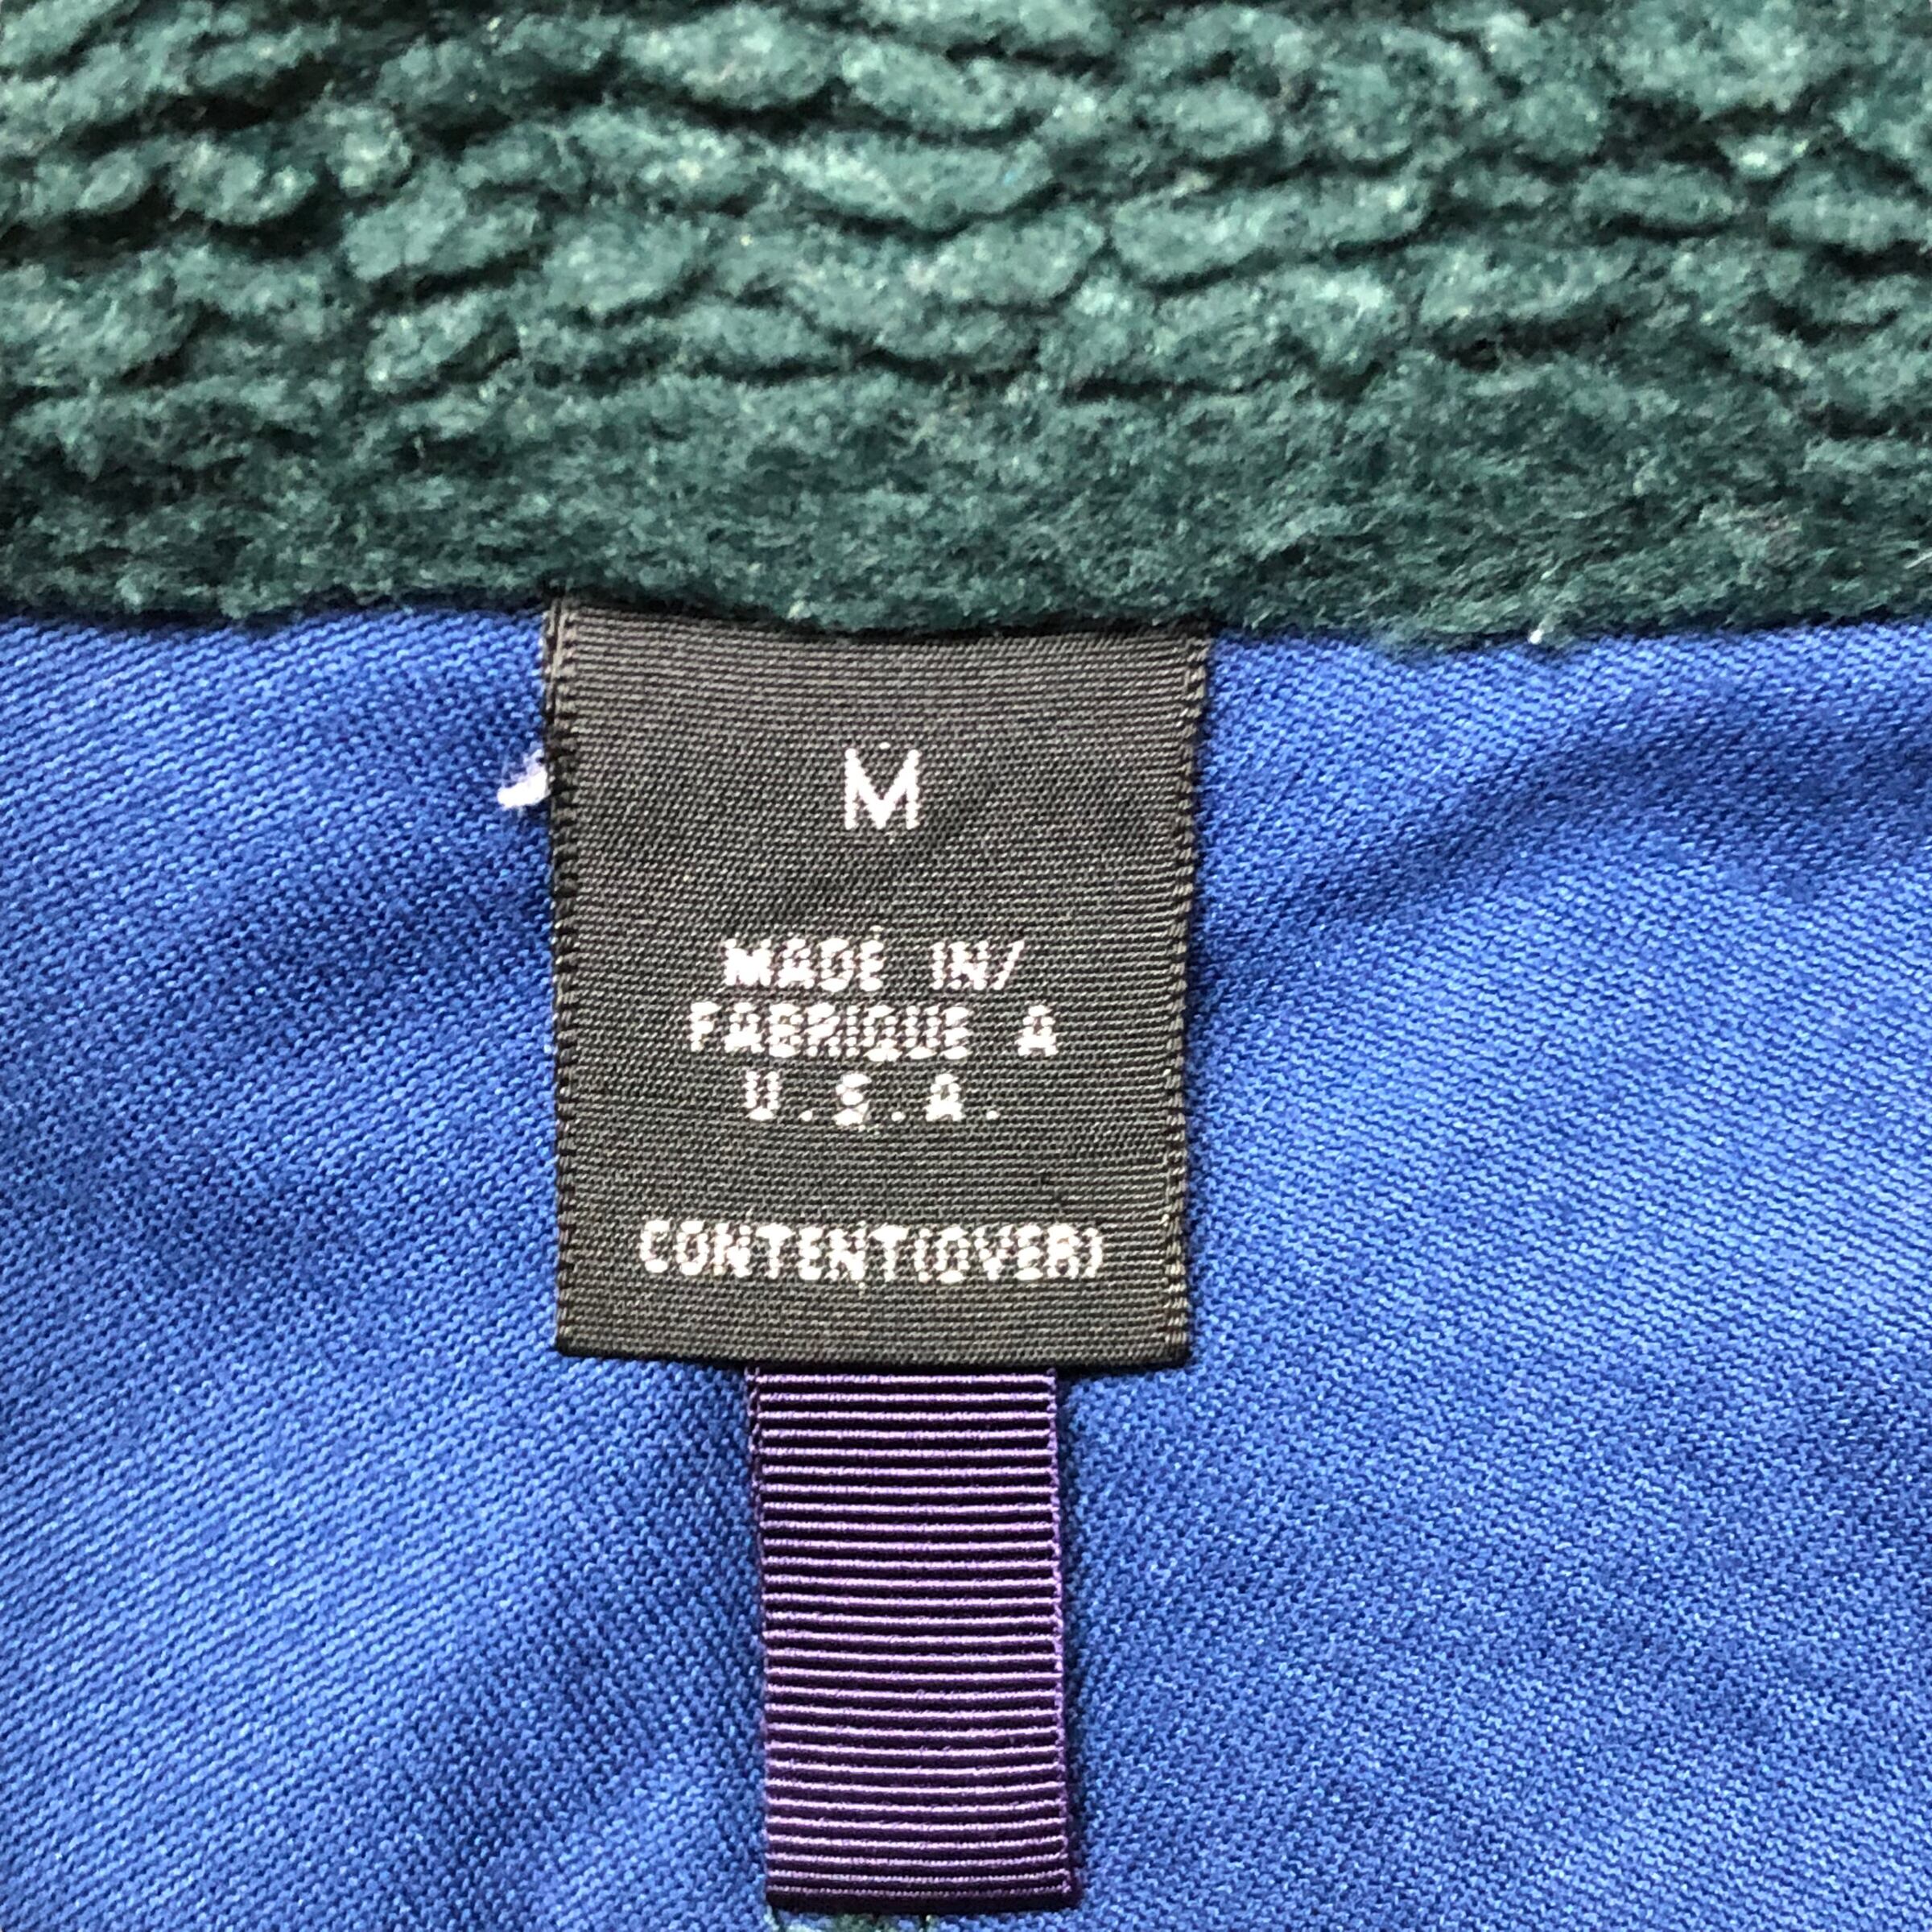 M
MADE IN/
FABRIQUE A
U.S.A.
CONTENT(OVER)